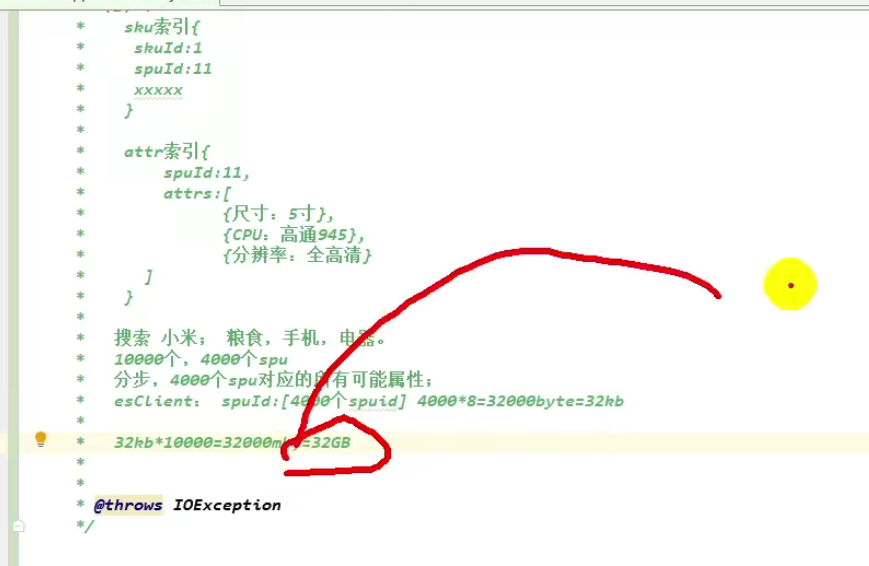 * sku索引{
* skuId:1
* spuId:11
* xxxxx
* }
*
* attr索引{
* spuId:11,
* attrs:[
* {尺寸：5寸},
* {CPU：高通945},
* {分辨率：全高清}
* ]
* }
*
* 搜索 小米； 粮食，手机，电器。
* 10000个，4000个spu
* 分步，4000个spu对应的所有可能属性；
* esClient： spuId:[4000个spuid] 4000*8=32000byte=32kb
*
* 32kb*10000=32000mb=32GB
*
*
* @throws IOException
*/